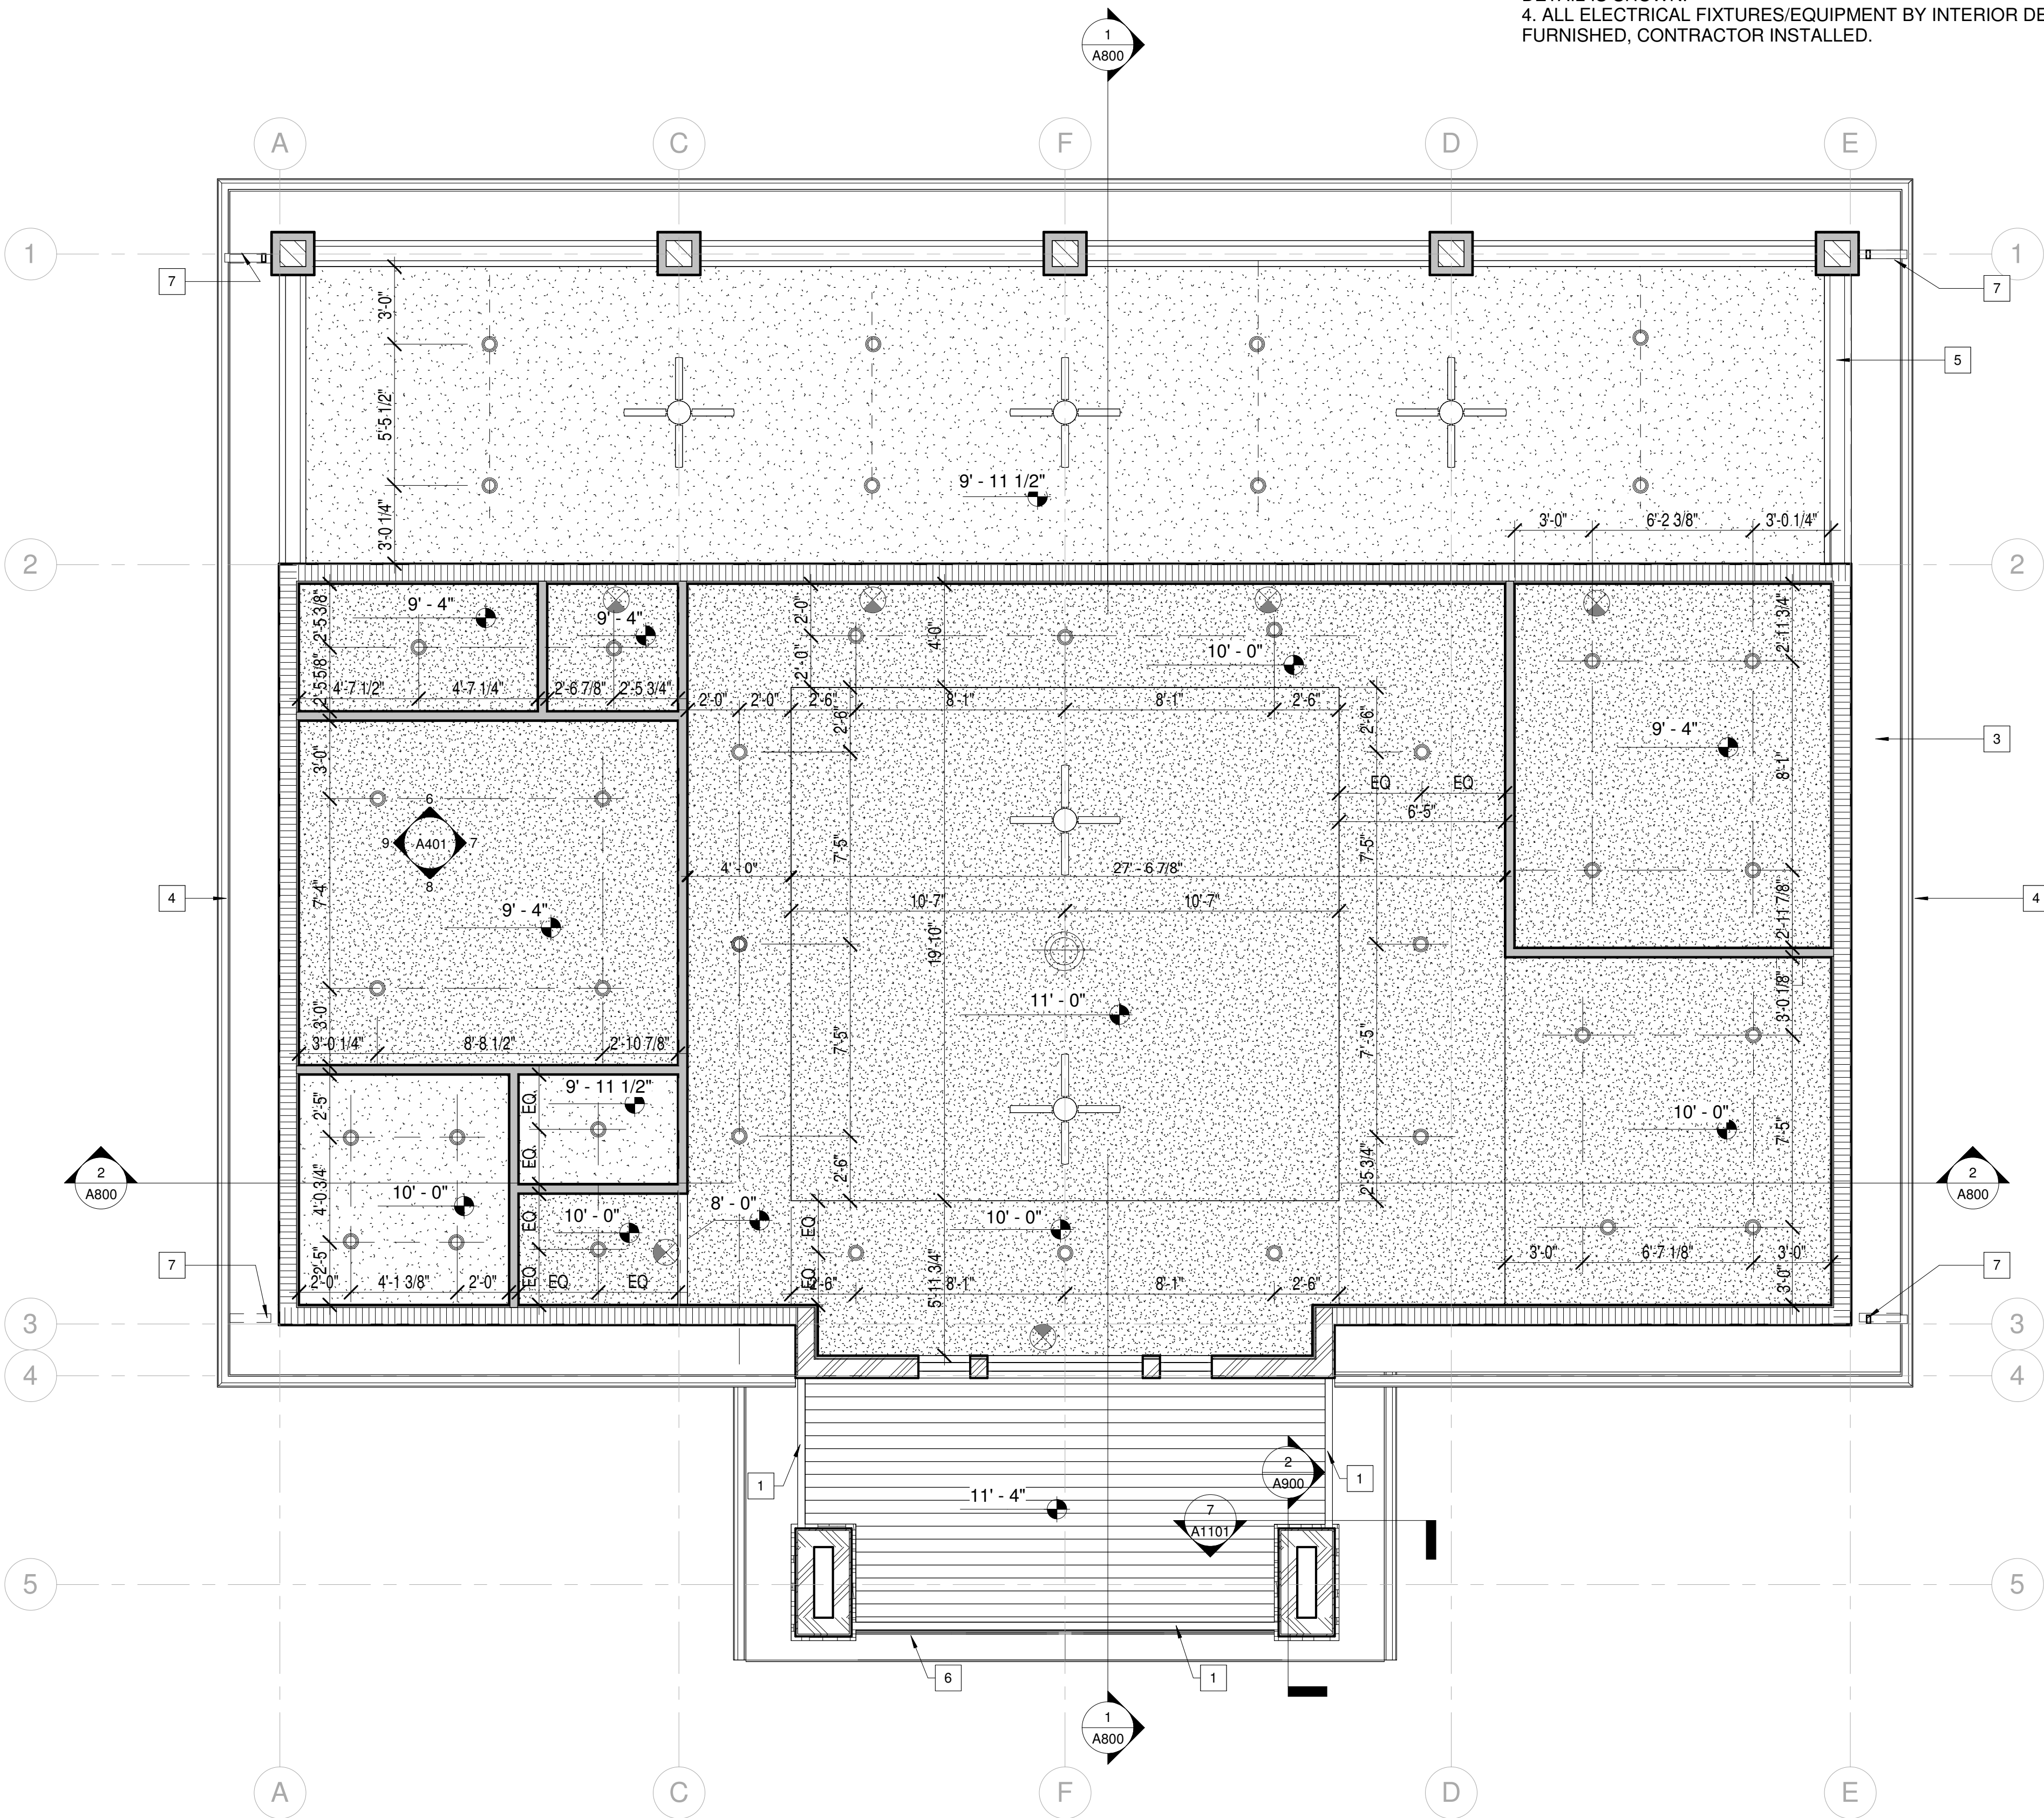 4. ALL ELECTRICAL FIXTURES/EQUIPMENT BY INTERIOR DE
FURNISHED, CONTRACTOR INSTALLED.
1
A800
A
C
F
D
E
1
1
7
7
3'-0"
5
5'-5 1/2"
9' - 11 1/2"
3'-0 1/4"
3'-0"
6'-2 3/8"
3'-0 1/4"
2
2
2'-5 3/8"
9' - 4"
9' - 4"
2'-0"
4'-0"
2'-11 3/4"
2'-5 5/8"
4'-7 1/2"
4'-7 1/4"
2'-6 7/8"
2'-5 3/4"
2'-0"
10' - 0"
2'-0"
2'-0"
2'-6"
8'-1"
8'-1"
2'-6"
2'-6"
2'-6"
9' - 4"
3
3'-0"
EQ
EQ
8'-1"
6'-5"
6
9
A401
7
8
7'-5"
7'-5"
4' - 0"
27' - 6 7/8"
7'-4"
4
4
9' - 4"
10'-7"
10'-7"
19'-10"
2'-11 7/8"
11' - 0"
3'-0 1/8"
3'-0"
3'-0 1/4"
8'-8 1/2"
2'-10 7/8"
7'-5"
7'-5"
9' - 11 1/2"
2'-5"
EQ
EQ
10' - 0"
7'-5"
2
A800
2
A800
4'-0 3/4"
10' - 0"
2'-6"
2'-5 3/4"
8' - 0"
EQ
10' - 0"
EQ
10' - 0"
7
2'-5"
EQ
EQ
EQ
EQ
2'-0"
4'-1 3/8"
2'-0"
2'-6"
5'-11 3/4"
8'-1"
8'-1"
2'-6"
3'-0"
6'-7 1/8"
3'-0"
3'-0"
7
3
3
4
4
1
2
A900
1
11' - 4"
7
A1101
5
5
6
1
1
A800
A
C
F
D
E